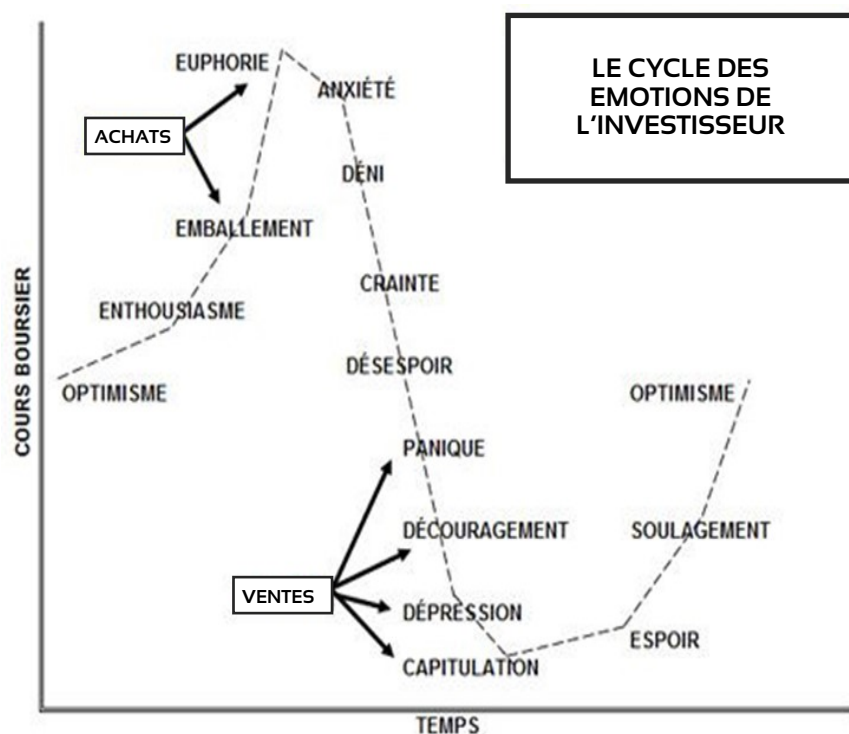 LE CYCLE DES
EMOTIONS DE
L'INVESTISSEUR
EUPHORIE
ANXIÉTÉ
ACHATS
DÉNI
EMBALLEMENT
CRAINTE
ENTHOUSIASME
DÉSESPOIR
OPTIMISME
OPTIMISME
PANIQUE
DÉCOURAGEMENT
SOULAGEMENT
VENTES
DÉPRESSION
ESPOIR
CAPITULATION
COURS BOURSIER
TEMPS